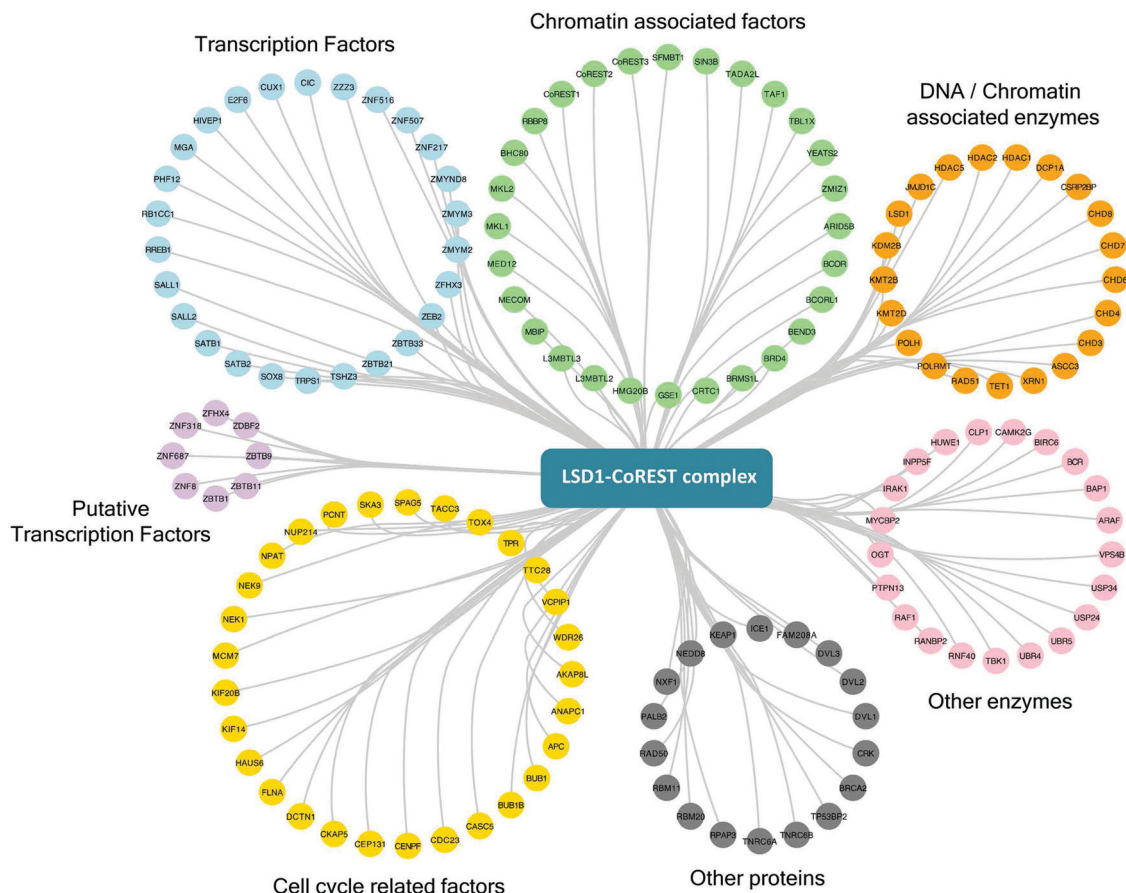 Chromatin associated factors
Transcription Factors
DNA / Chromatin
associated enzymes
CIC
ZZZ3
ZNF516
ZNF507
ZNF217
ZMYND8
ZMYM3
ZMYM2
ZFHX3
ZEB2
ZBTB33
ZBTB21
TSHZ3
TRPS1
SOX8
SATB2
SATB1
SALL2
SALL1
RREB1
RB1CC1
PHF12
MGA
HIVEP1
E2F6
CUX1
SFMBT1
SIN3B
TADA2L
TAF1
TBL1X
YEATS2
ZMIZ1
ARID5B
BCOR
BCORL1
BEND3
BRD4
BRMS1L
CRTC1
GSE1
HMG20B
L3MBTL2
L3MBTL3
MBIP
MECOM
MED12
MKL1
MKL2
BHC80
RBBP8
CoREST1
CoREST2
CoREST3
HDAC2
HDAC1
DCP1A
CSRP2BP
CHD8
CHD7
CHD6
CHD4
CHD3
ASCC3
XRN1
TET1
RAD51
POLRMT
POLH
KMT2D
KMT2B
KDM2B
LSD1
JMJD1C
HDAC5
LSD1-CoREST complex
ZFHX4
ZDBF2
ZBTB9
ZBTB11
ZBTB1
ZNF8
ZNF687
ZNF318
Putative
Transcription Factors
CLP1
CAMK2G
BIRC6
BCR
BAP1
ARAF
VPS4B
USP34
USP24
UBR5
UBR4
TBK1
RNF40
RANBP2
RAF1
PTPN13
OGT
MYCBP2
IRAK1
INPP5F
HUWE1
Other enzymes
SKA3
SPAG5
TACC3
TOX4
TPR
TTC28
VCPIP1
WDR26
AKAP8L
ANAPC1
APC
BUB1
BUB1B
CASC5
CDC23
CENPF
CEP131
CKAP5
DCTN1
FLNA
HAUS6
KIF14
KIF20B
MCM7
NEK1
NEK9
NPAT
NUP214
PCNT
Cell cycle related factors
KEAP1
ICE1
FAM208A
DVL3
DVL2
DVL1
CRK
BRCA2
TP53BP2
TNRC6B
TNRC6A
RPAP3
RBM20
RBM11
RAD50
PALB2
NXF1
NEDD8
Other proteins